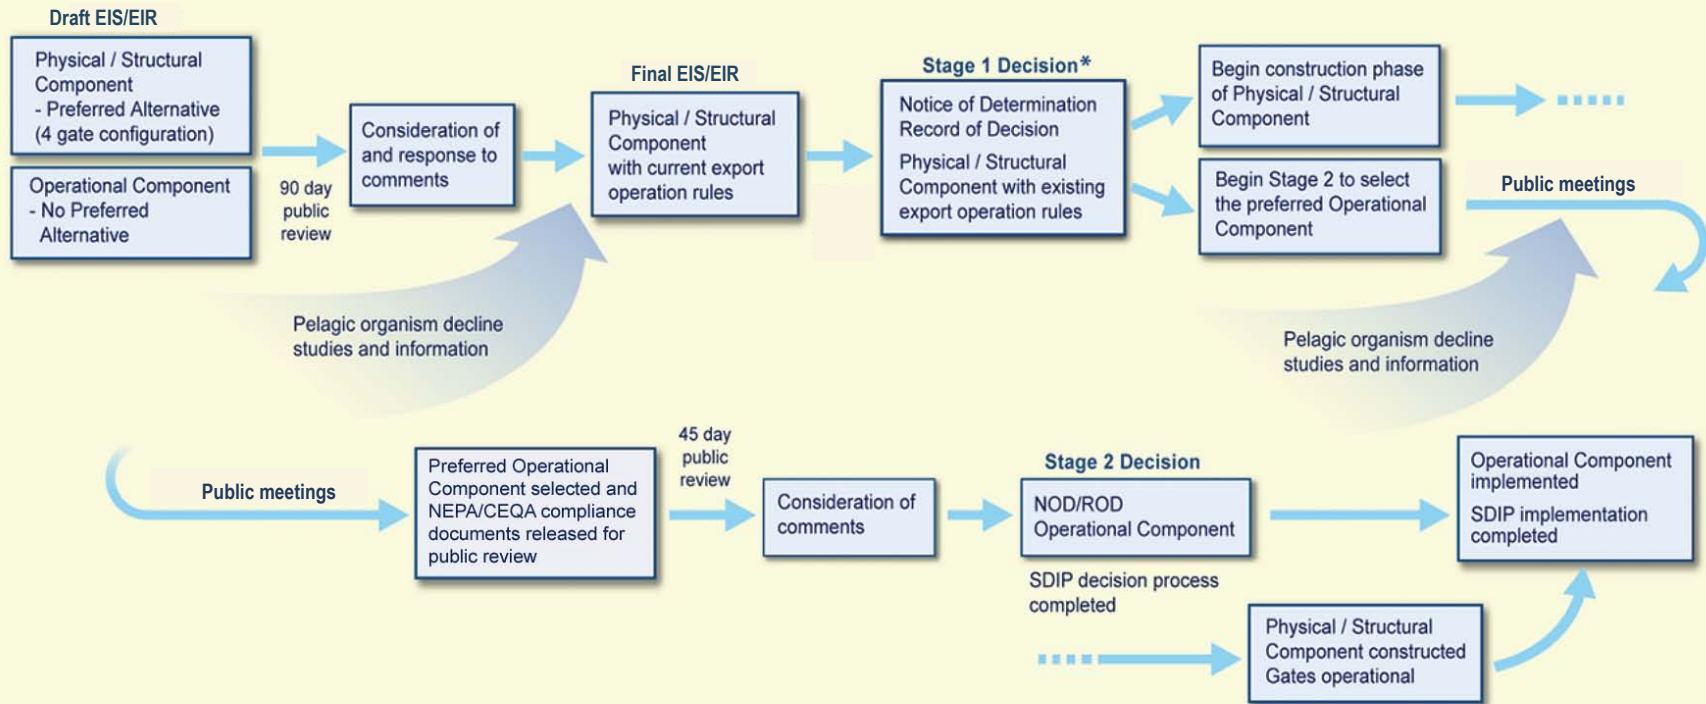 Draft EIS/EIR
Physical / Structural
Component
- Preferred Alternative
(4 gate configuration)
Operational Component
- No Preferred
Alternative
90 day
public
review
Consideration of
and response to
comments
Final EIS/EIR
Physical / Structural
Component
with current export
operation rules
Pelagic organism decline
studies and information
Stage 1 Decision*
Notice of Determination
Record of Decision
Physical / Structural
Component with existing
export operation rules
Begin construction phase
of Physical / Structural
Component
Begin Stage 2 to select
the preferred Operational
Component
Public meetings
Pelagic organism decline
studies and information
Public meetings
Preferred Operational
Component selected and
NEPA/CEQA compliance
documents released for
public review
45 day
public
review
Consideration of
comments
Stage 2 Decision
NOD/ROD
Operational Component
SDIP decision process
completed
Physical / Structural
Component constructed
Gates operational
Operational Component
implemented
SDIP implementation
completed